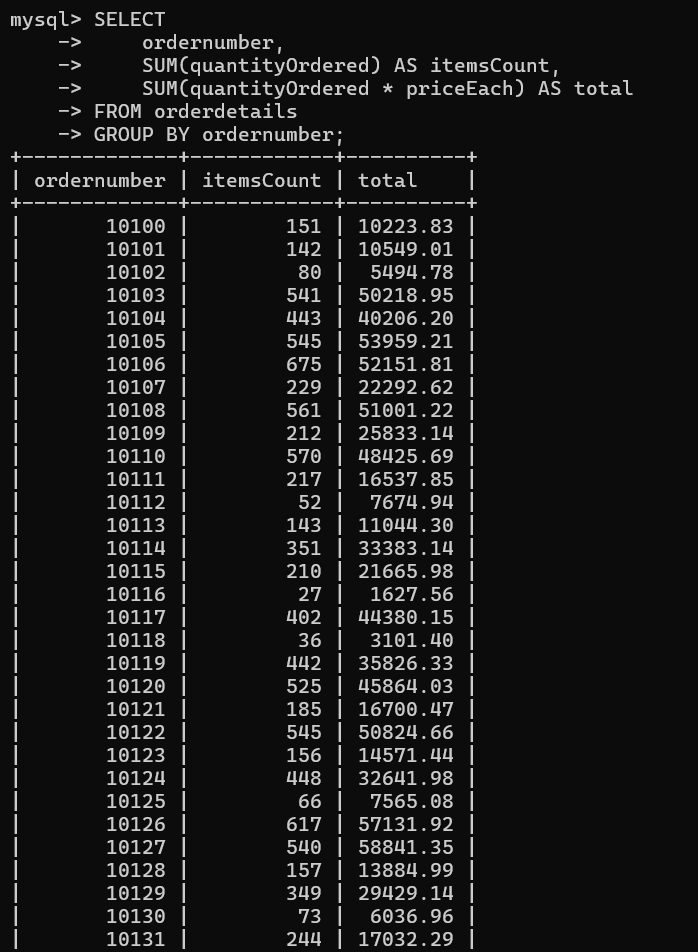 mysql> SELECT
    ->     ordernumber,
    ->     SUM(quantityOrdered) AS itemsCount,
    ->     SUM(quantityOrdered * priceEach) AS total
    -> FROM orderdetails
    -> GROUP BY ordernumber;
+-------------+------------+----------+
| ordernumber | itemsCount | total    |
+-------------+------------+----------+
|       10100 |        151 | 10223.83 |
|       10101 |        142 | 10549.01 |
|       10102 |         80 |  5494.78 |
|       10103 |        541 | 50218.95 |
|       10104 |        443 | 40206.20 |
|       10105 |        545 | 53959.21 |
|       10106 |        675 | 52151.81 |
|       10107 |        229 | 22292.62 |
|       10108 |        561 | 51001.22 |
|       10109 |        212 | 25833.14 |
|       10110 |        570 | 48425.69 |
|       10111 |        217 | 16537.85 |
|       10112 |         52 |  7674.94 |
|       10113 |        143 | 11044.30 |
|       10114 |        351 | 33383.14 |
|       10115 |        210 | 21665.98 |
|       10116 |         27 |  1627.56 |
|       10117 |        402 | 44380.15 |
|       10118 |         36 |  3101.40 |
|       10119 |        442 | 35826.33 |
|       10120 |        525 | 45864.03 |
|       10121 |        185 | 16700.47 |
|       10122 |        545 | 50824.66 |
|       10123 |        156 | 14571.44 |
|       10124 |        448 | 32641.98 |
|       10125 |         66 |  7565.08 |
|       10126 |        617 | 57131.92 |
|       10127 |        540 | 58841.35 |
|       10128 |        157 | 13884.99 |
|       10129 |        349 | 29429.14 |
|       10130 |         73 |  6036.96 |
|       10131 |        244 | 17032.29 |